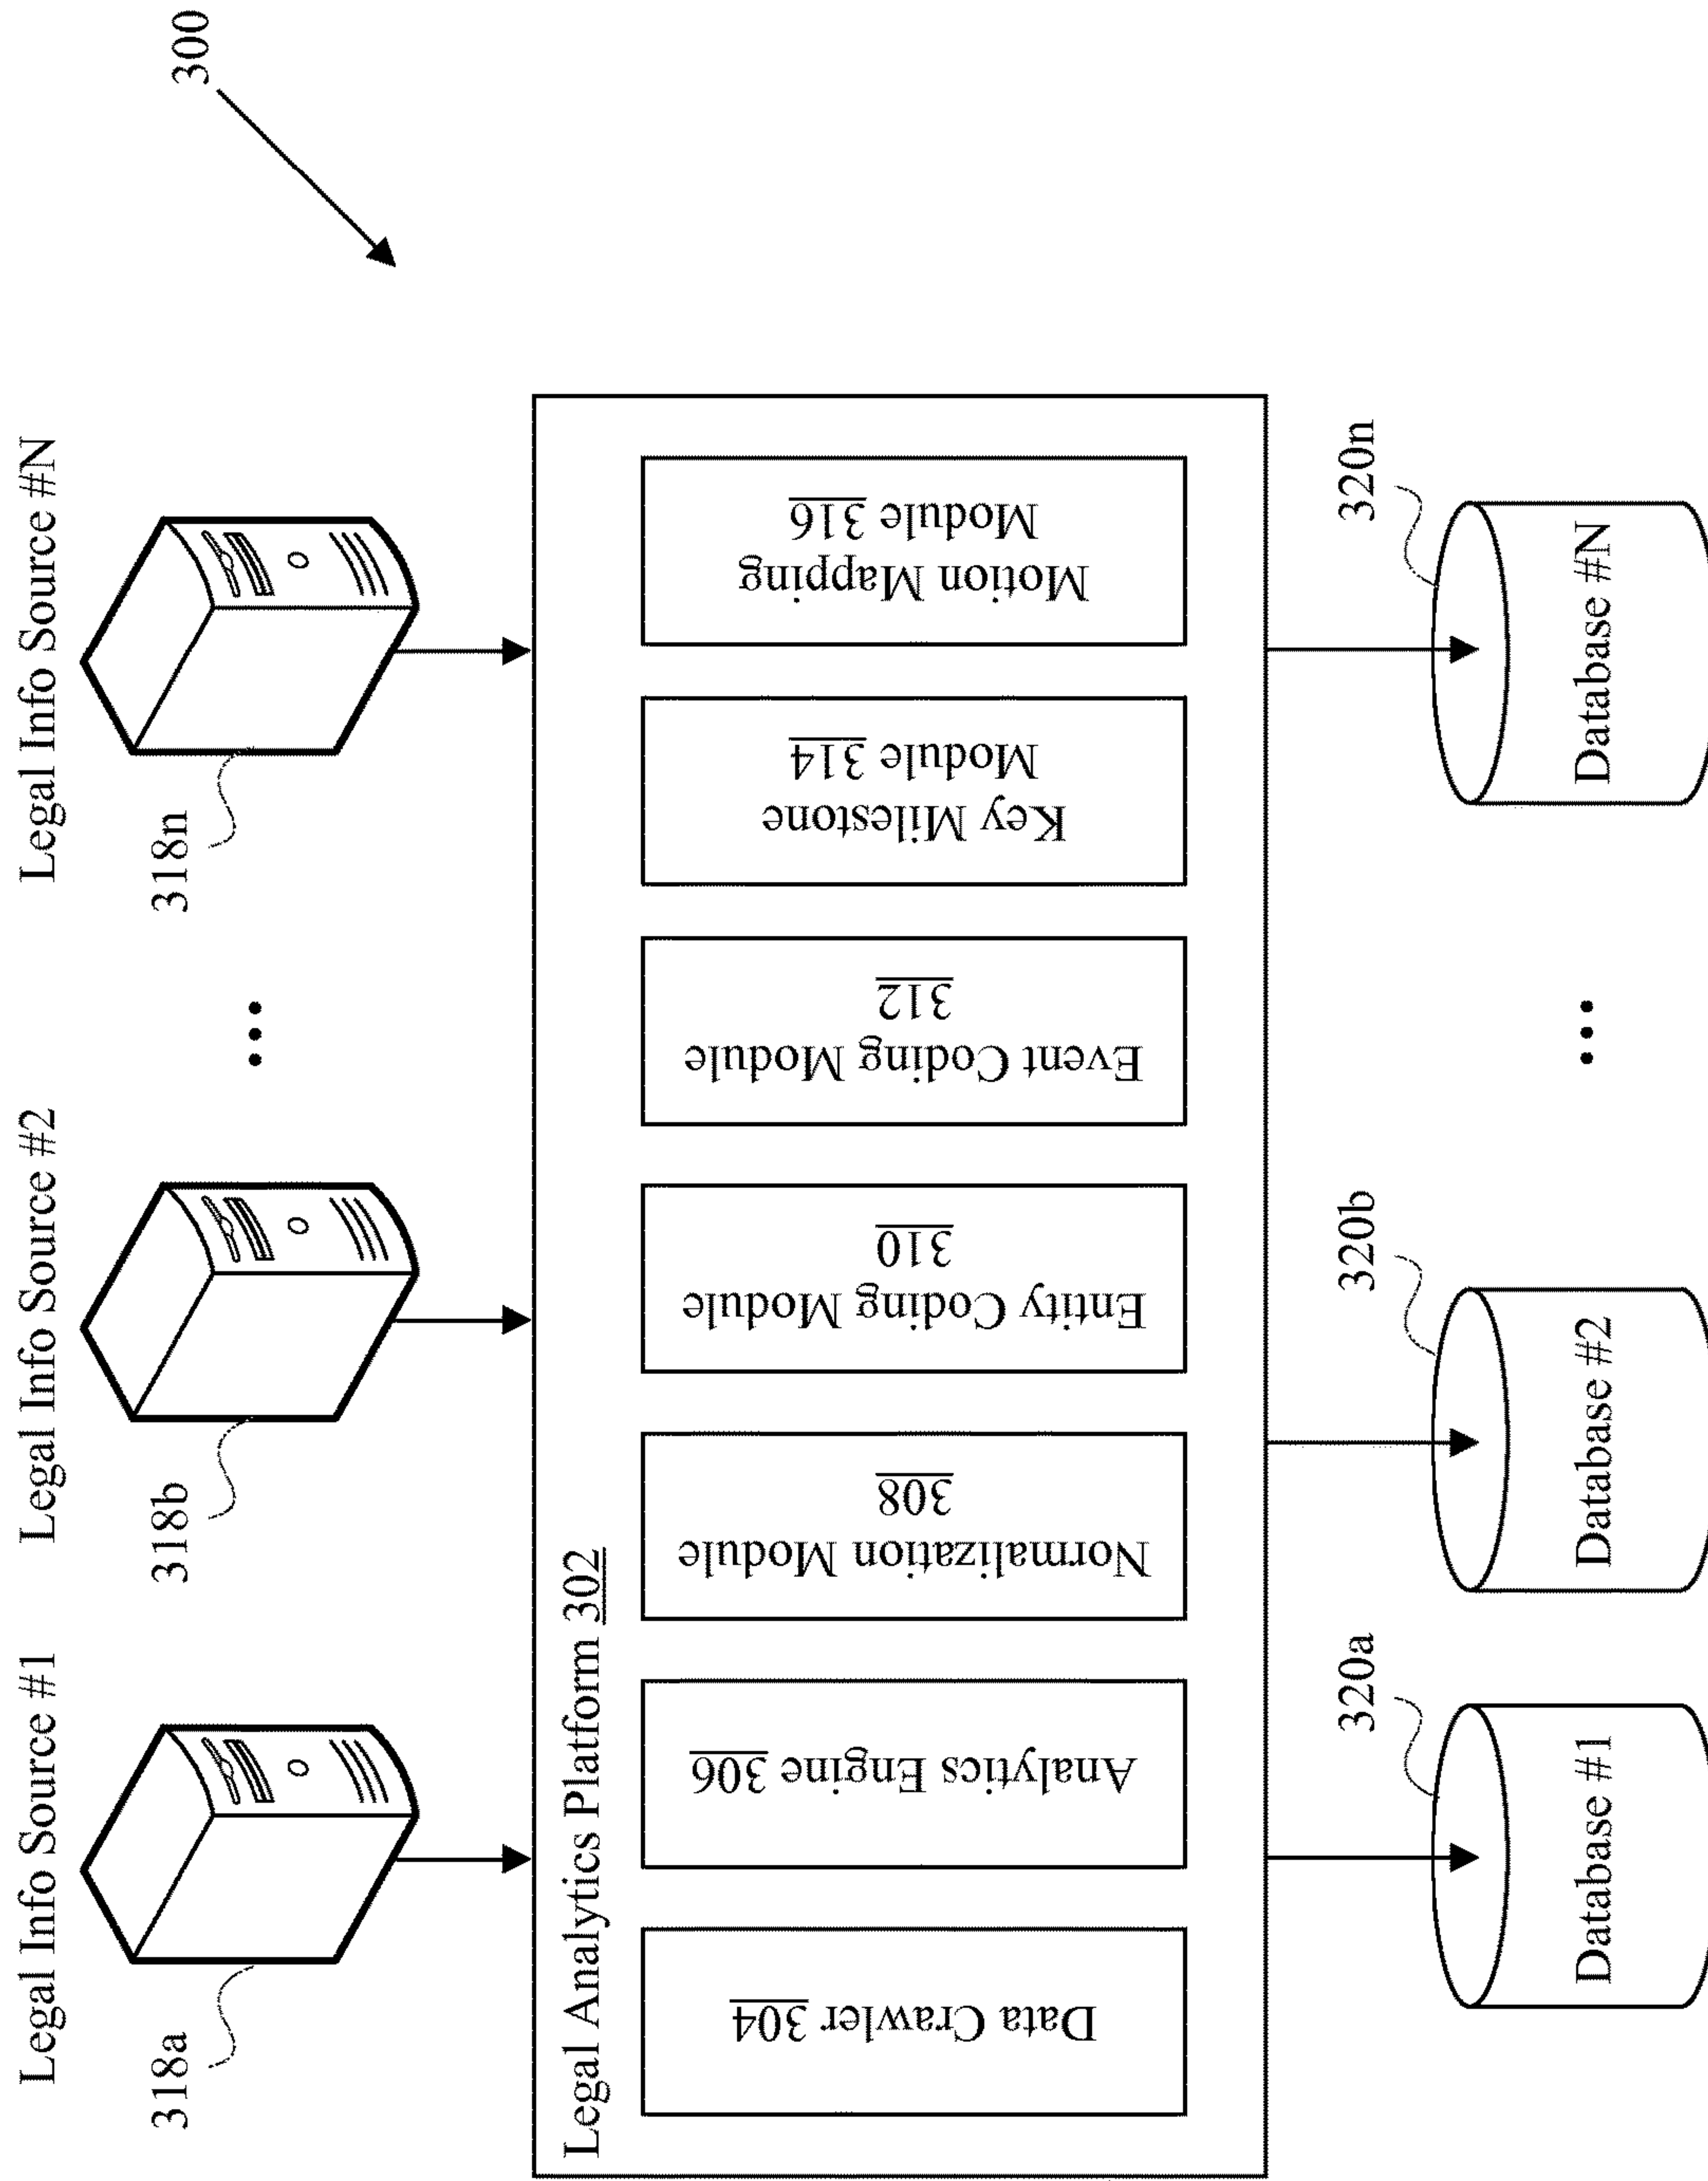 300
Legal Info Source #1
Legal Info Source #2
Legal Info Source #N
318a
318b
...
318n
Legal Analytics Platform 302
Data Crawler 304
Analytics Engine 306
Normalization Module
308
Entity Coding Module
310
Event Coding Module
312
Key Milestone
Module 314
Motion Mapping
Module 316
320a
320b
320n
Database #1
Database #2
...
Database #N